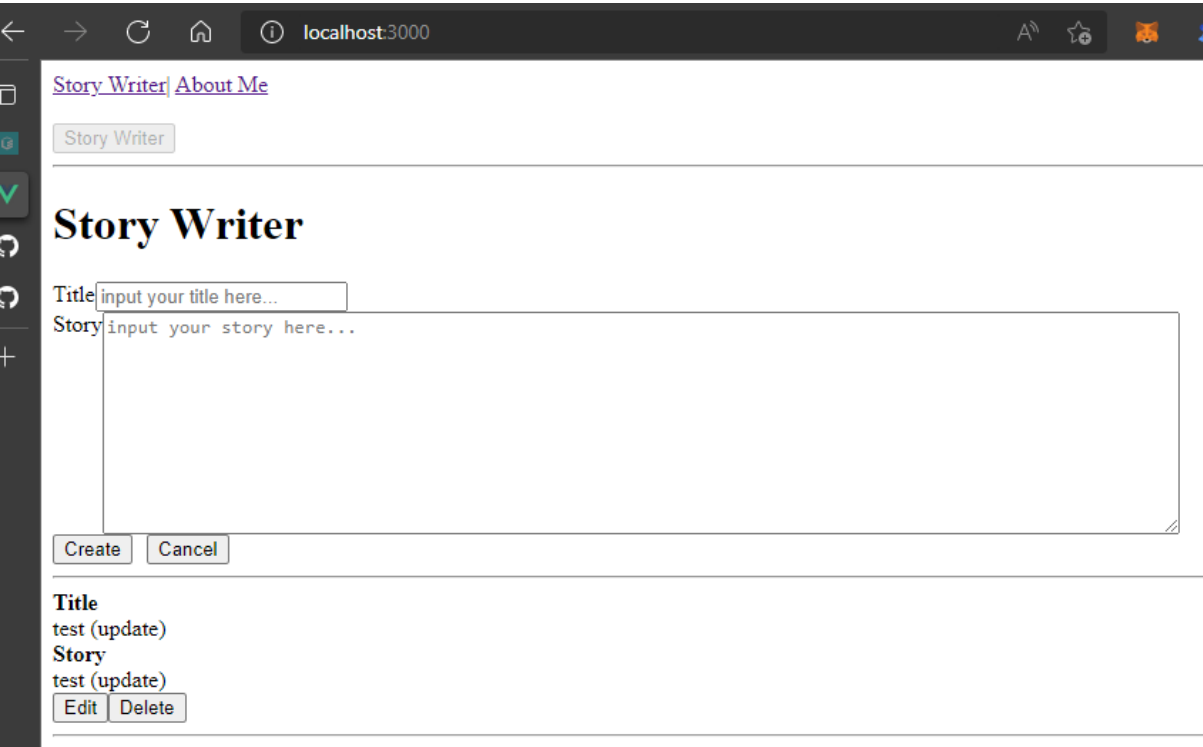 localhost:3000
Story Writer| About Me
Story Writer
Story Writer
Title input your title here...
Story input your story here...
Create Cancel
Title
test (update)
Story
test (update)
Edit Delete